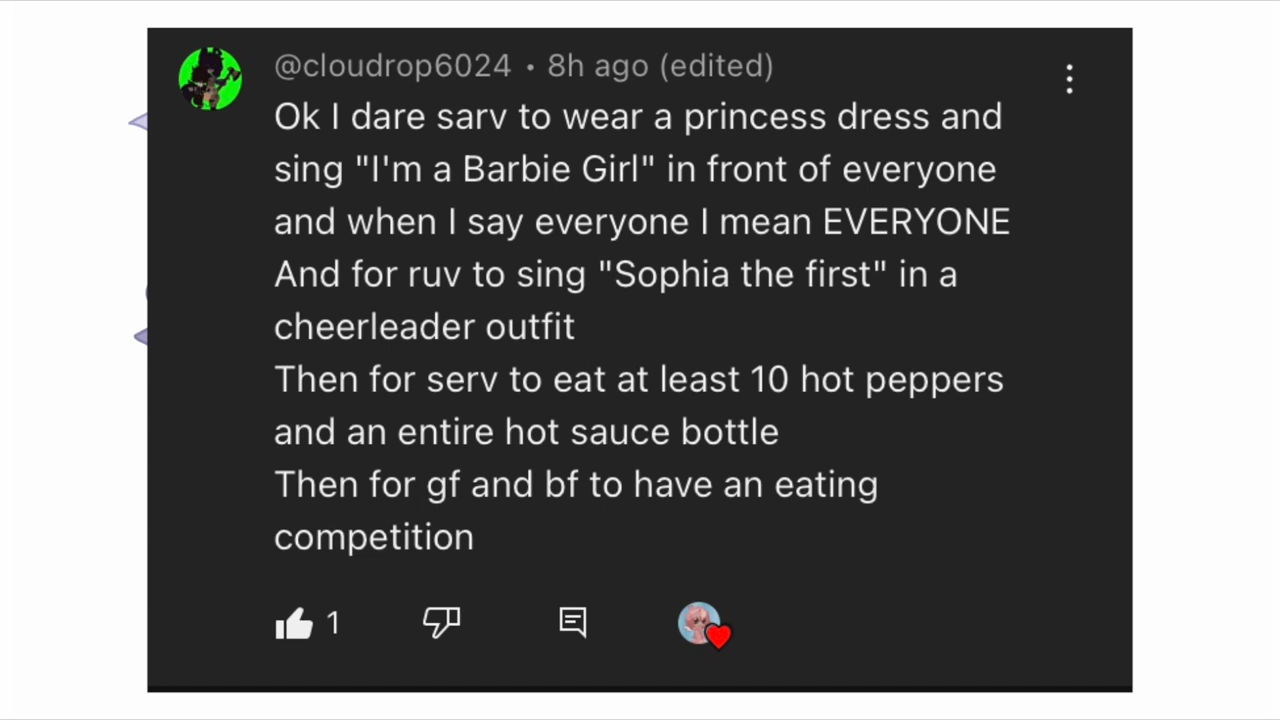 @cloudrop6024 • 8h ago (edited)
Ok I dare sarv to wear a princess dress and
sing "I'm a Barbie Girl" in front of everyone
and when I say everyone I mean EVERYONE
And for ruv to sing "Sophia the first" in a
cheerleader outfit
Then for serv to eat at least 10 hot peppers
and an entire hot sauce bottle
Then for gf and bf to have an eating
competition
1